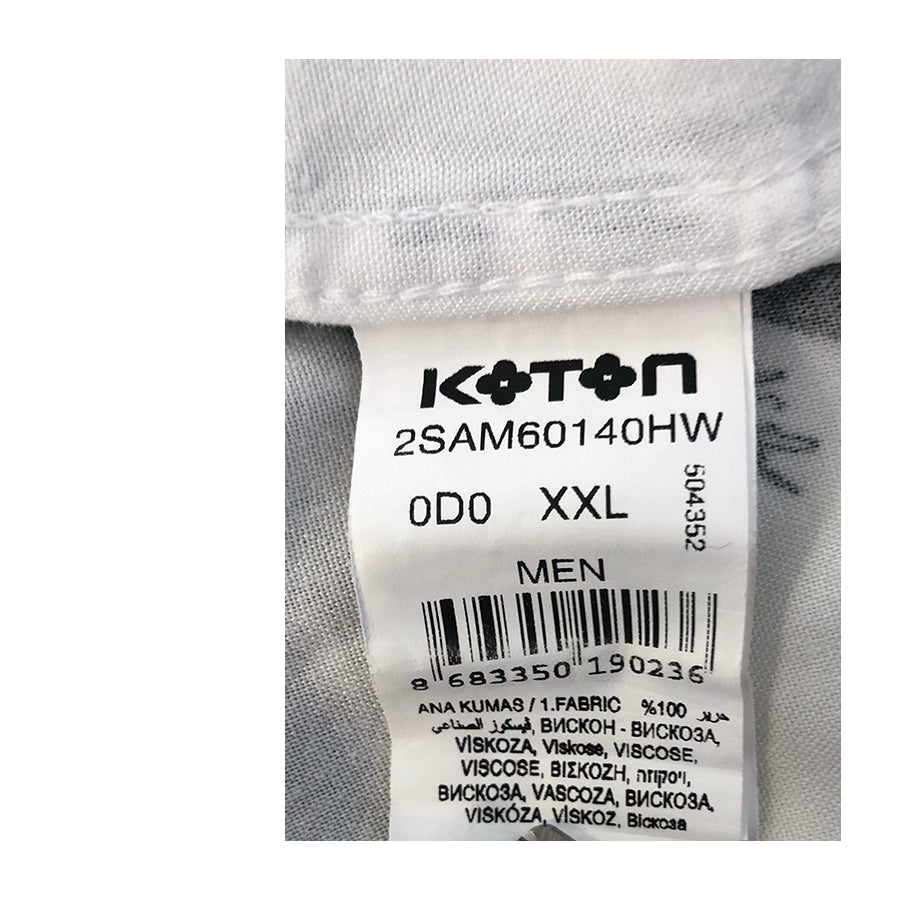 KOTON
2SAM60140HW
0D0 XXL
504352
MEN
8 683350 190236
ANA KUMAS / 1.FABRIC %100 حرير
فيسكوز الصناعي, ВИСКОН - ВИСКОЗА,
VİSKOZA, Viskose, VISCOSE,
VISCOSE, ΒΙΣΚΟΖΗ, ויסקוזה,
ВИСКОЗА, VASCOZA, ВИСКОЗА,
VISKÓZA, VİSKOZ, Віскоза